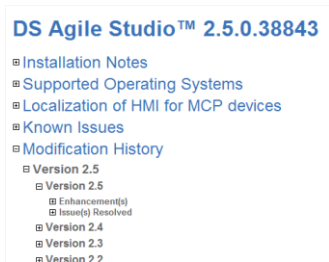 DS Agile Studio™ 2.5.0.38843
Installation Notes
Supported Operating Systems
Localization of HMI for MCP devices
Known Issues
Modification History
Version 2.5
Version 2.5
Enhancement(s)
Issue(s) Resolved
Version 2.4
Version 2.3
Version 2.2